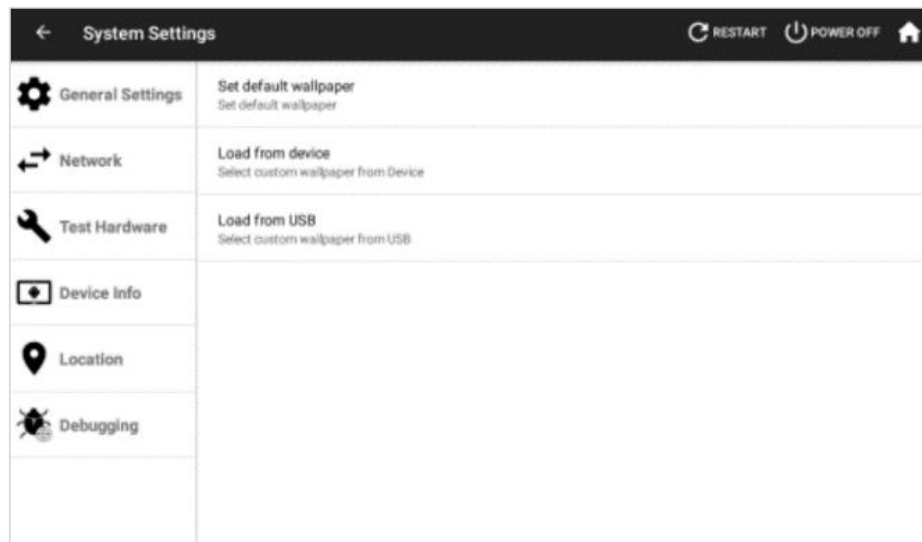 System Settings
RESTART
POWER OFF
General Settings
Network
Test Hardware
Device Info
Location
Debugging
Set default wallpaper
Set default wallpaper
Load from device
Select custom wallpaper from Device
Load from USB
Select custom wallpaper from USB